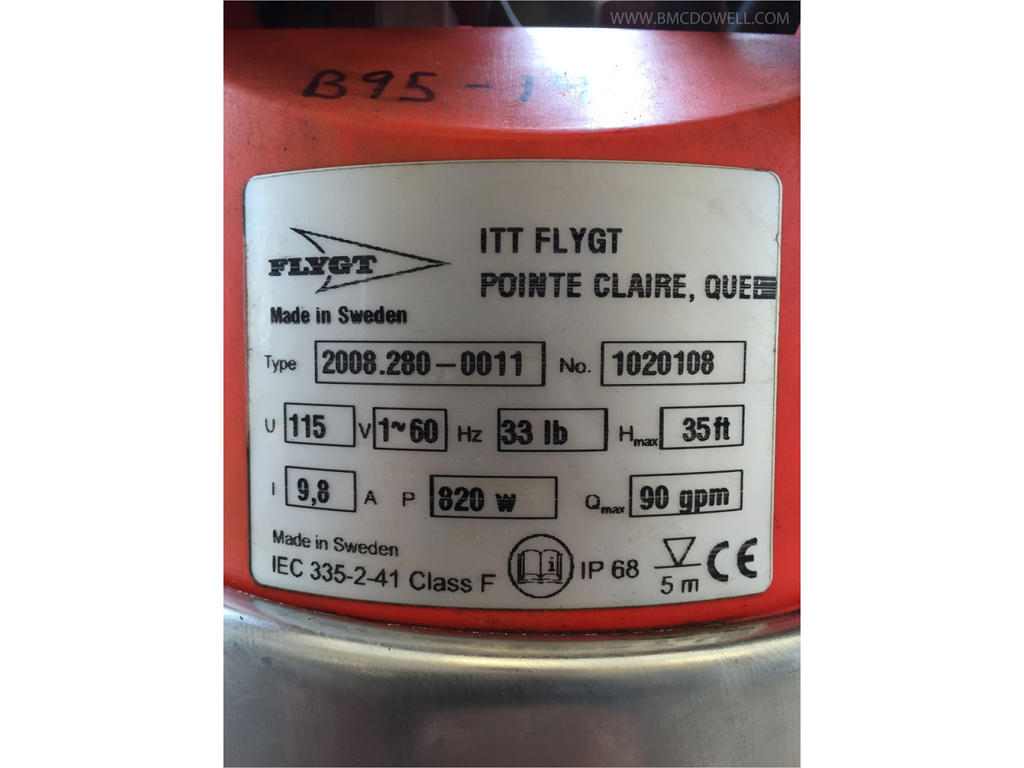 WWW.BMCDOWELL.COM
B95-14
FLYGT
ITT FLYGT
POINTE CLAIRE,
Made in Sweden
Type 2008.280-0011 No. 1020108
U 115 V 1~60 Hz 33 lb Hmax 35 ft
I 9,8 A P 820 w Qmax 90 gpm
Made in Sweden
IEC 335-2-41 Class F i IP 68 5 m CE